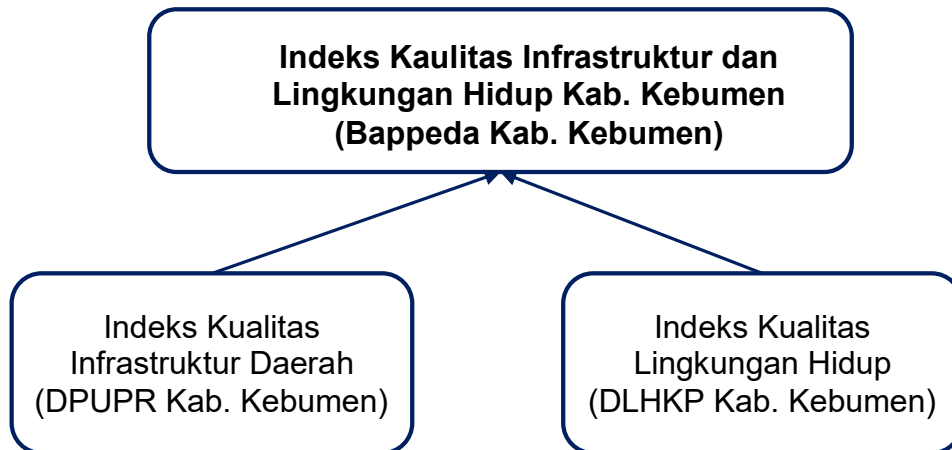 Indeks Kaulitas Infrastruktur dan
Lingkungan Hidup Kab. Kebumen
(Bappeda Kab. Kebumen)
Indeks Kualitas
Infrastruktur Daerah
(DPUPR Kab. Kebumen)
Indeks Kualitas
Lingkungan Hidup
(DLHKP Kab. Kebumen)